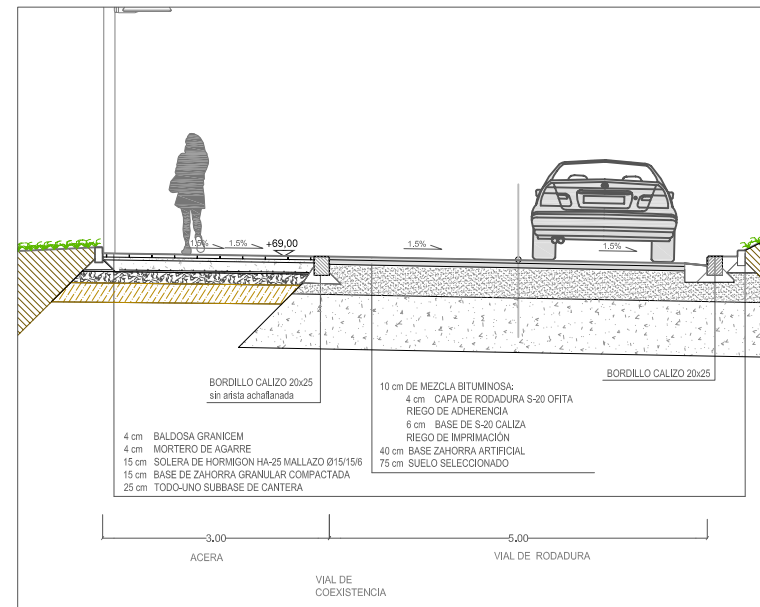 1.5%
1.5%
+69,00
1.5%
1.5%
BORDILLO CALIZO 20x25
sin arista achaflanada
BORDILLO CALIZO 20x25
10 cm DE MEZCLA BITUMINOSA:
4 cm CAPA DE RODADURA S-20 OFITA
RIEGO DE ADHERENCIA
6 cm BASE DE S-20 CALIZA
RIEGO DE IMPRIMACIÓN
40 cm BASE ZAHORRA ARTIFICIAL
75 cm SUELO SELECCIONADO
4 cm BALDOSA GRANICEM
4 cm MORTERO DE AGARRE
15 cm SOLERA DE HORMIGON HA-25 MALLAZO Ø15/15/6
15 cm BASE DE ZAHORRA GRANULAR COMPACTADA
25 cm TODO-UNO SUBBASE DE CANTERA
3.00
5.00
ACERA
VIAL DE RODADURA
VIAL DE
COEXISTENCIA